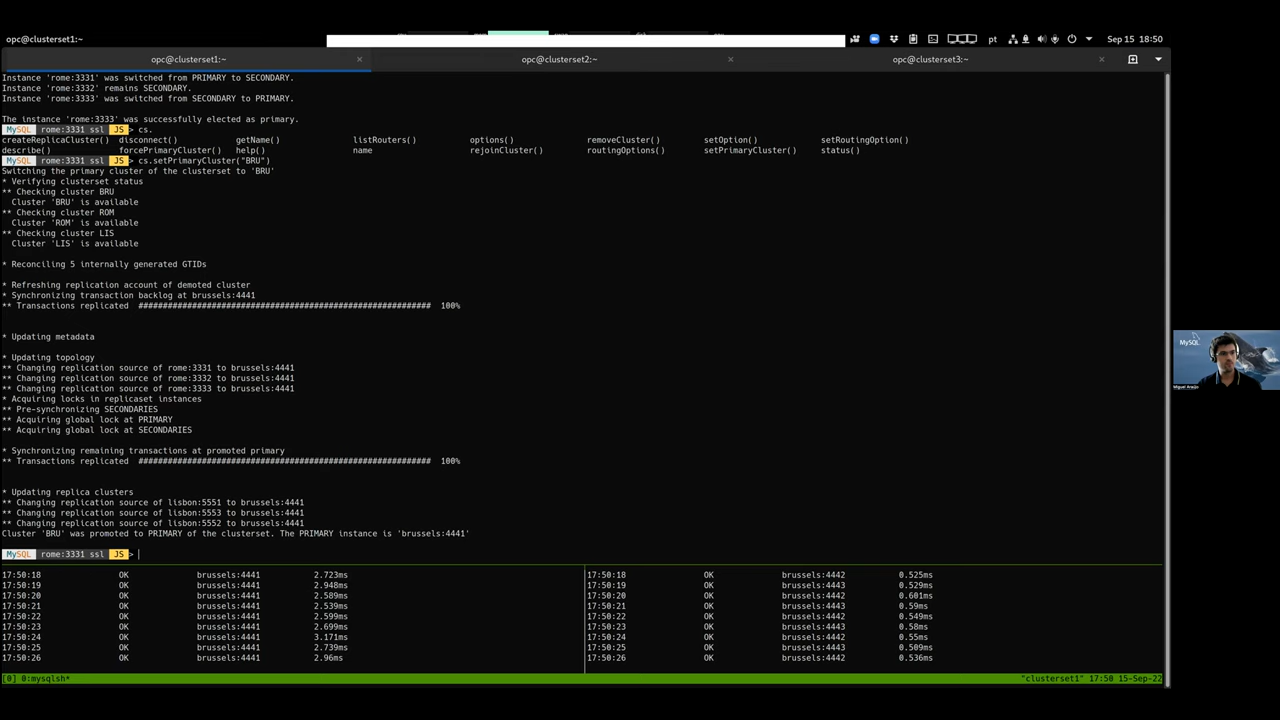 opc@clusterset1:~
pt
Sep 15 18:50
opc@clusterset1:~ × opc@clusterset2:~ × opc@clusterset3:~ ×
Instance 'rome:3331' was switched from PRIMARY to SECONDARY.
Instance 'rome:3332' remains SECONDARY.
Instance 'rome:3333' was switched from SECONDARY to PRIMARY.
The instance 'rome:3333' was successfully elected as primary.
MySQL rome:3331 ssl JS > cs.
createReplicaCluster() disconnect() getName() listRouters() options() removeCluster() setOption() setRoutingOption()
describe() forcePrimaryCluster() help() name rejoinCluster() routingOptions() setPrimaryCluster() status()
MySQL rome:3331 ssl JS > cs.setPrimaryCluster("BRU")
Switching the primary cluster of the clusterset to 'BRU'
* Verifying clusterset status
** Checking cluster BRU
Cluster 'BRU' is available
** Checking cluster ROM
Cluster 'ROM' is available
** Checking cluster LIS
Cluster 'LIS' is available
* Reconciling 5 internally generated GTIDs
* Refreshing replication account of demoted cluster
* Synchronizing transaction backlog at brussels:4441
** Transactions replicated ############################################################ 100%
* Updating metadata
* Updating topology
** Changing replication source of rome:3331 to brussels:4441
** Changing replication source of rome:3332 to brussels:4441
** Changing replication source of rome:3333 to brussels:4441
* Acquiring locks in replicaset instances
** Pre-synchronizing SECONDARIES
** Acquiring global lock at PRIMARY
** Acquiring global lock at SECONDARIES
* Synchronizing remaining transactions at promoted primary
** Transactions replicated ############################################################ 100%
* Updating replica clusters
** Changing replication source of lisbon:5551 to brussels:4441
** Changing replication source of lisbon:5553 to brussels:4441
** Changing replication source of lisbon:5552 to brussels:4441
Cluster 'BRU' was promoted to PRIMARY of the clusterset. The PRIMARY instance is 'brussels:4441'
MySQL rome:3331 ssl JS >
17:50:18 OK brussels:4441 2.723ms
17:50:19 OK brussels:4441 2.948ms
17:50:20 OK brussels:4441 2.589ms
17:50:21 OK brussels:4441 2.539ms
17:50:22 OK brussels:4441 2.599ms
17:50:23 OK brussels:4441 2.699ms
17:50:24 OK brussels:4441 3.171ms
17:50:25 OK brussels:4441 2.739ms
17:50:26 OK brussels:4441 2.96ms
17:50:18 OK brussels:4442 0.525ms
17:50:19 OK brussels:4443 0.529ms
17:50:20 OK brussels:4442 0.601ms
17:50:21 OK brussels:4443 0.59ms
17:50:22 OK brussels:4442 0.549ms
17:50:23 OK brussels:4443 0.58ms
17:50:24 OK brussels:4442 0.55ms
17:50:25 OK brussels:4443 0.509ms
17:50:26 OK brussels:4442 0.536ms
[0] 0:mysqlsh*
"clusterset1" 17:50 15-Sep-22
MySQL
Miguel Araújo